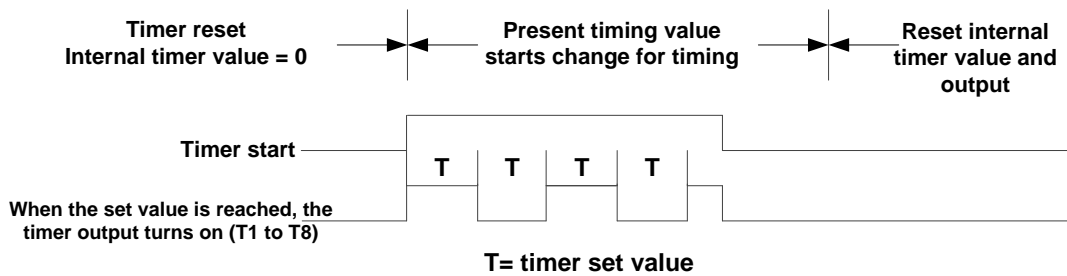 Timer reset
Internal timer value = 0
Present timing value
starts change for timing
Reset internal
timer value and
output
Timer start
T T T T
When the set value is reached, the
timer output turns on (T1 to T8)
T= timer set value